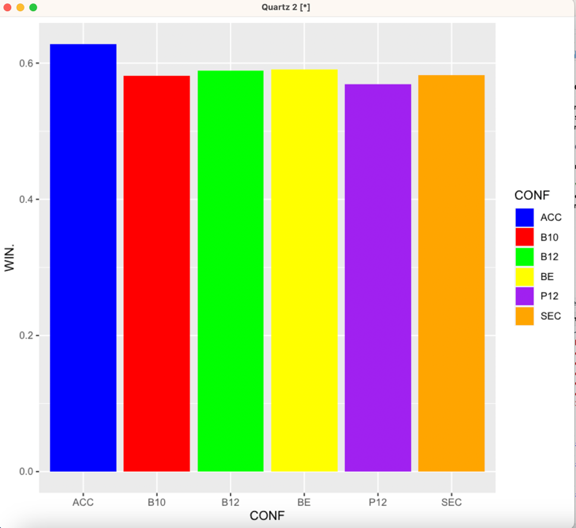 Quartz 2 [*]
0.6
0.4
0.2
0.0
WIN.
ACC B10 B12 BE P12 SEC
CONF
CONF
ACC
B10
B12
BE
P12
SEC